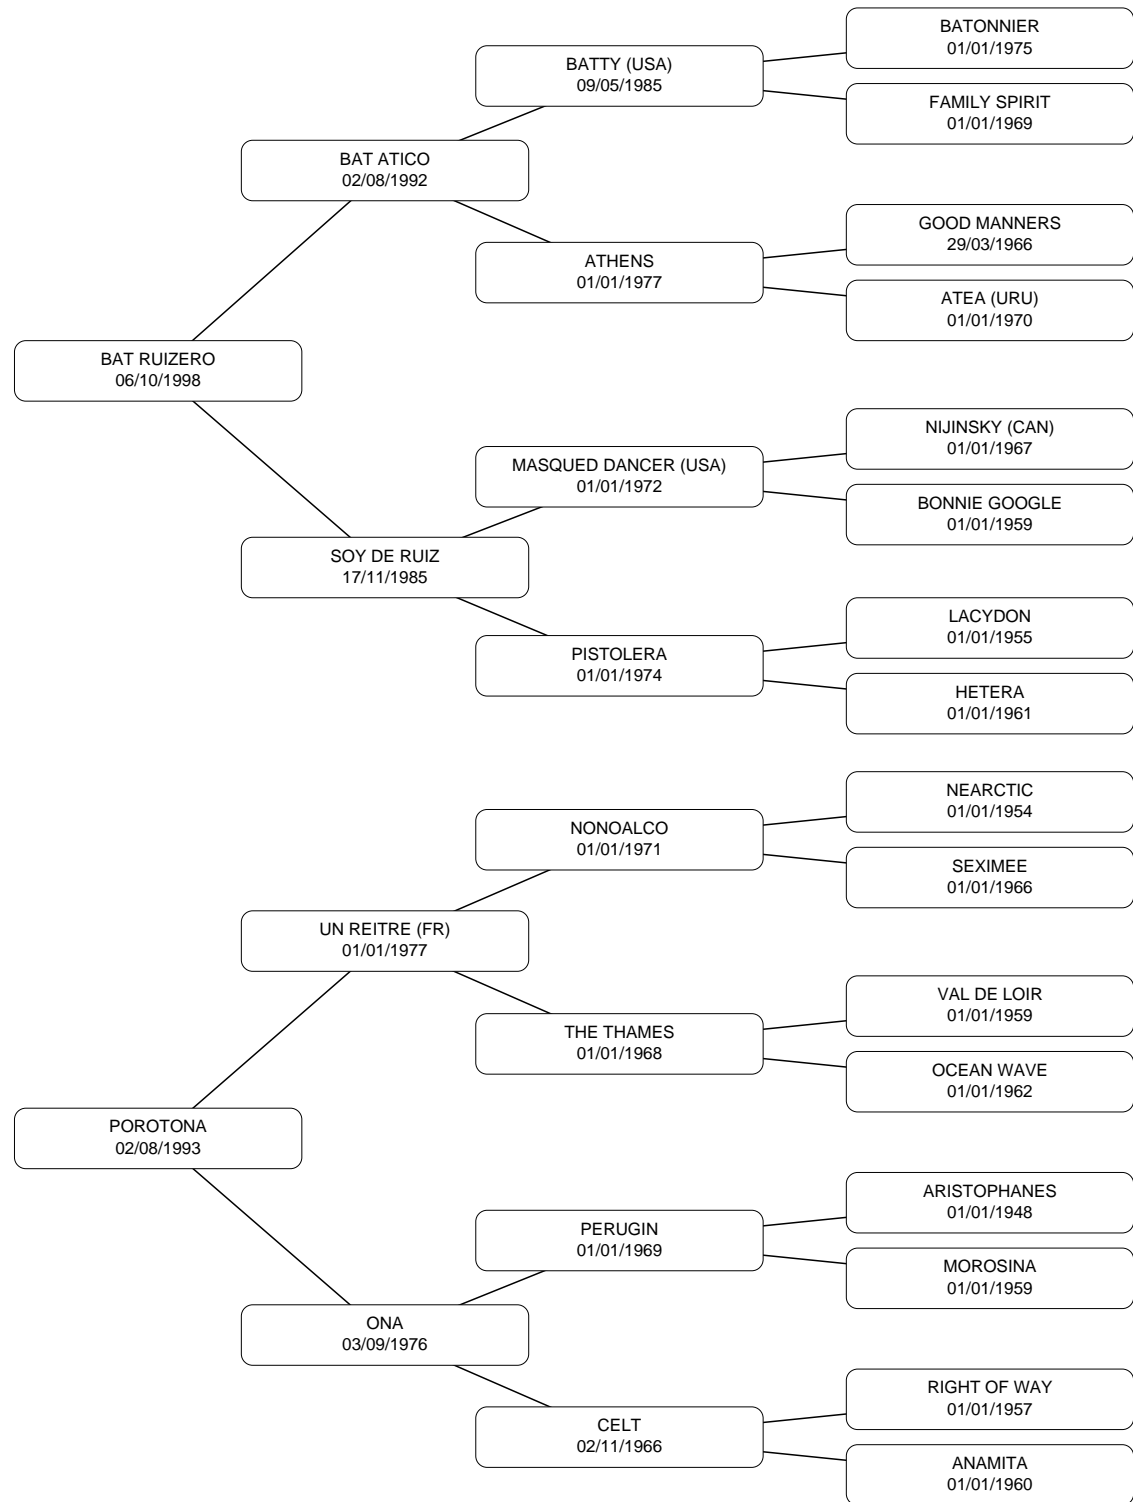 BATONNIER
01/01/1975
BATTY (USA)
09/05/1985
FAMILY SPIRIT
01/01/1969
BAT ATICO
02/08/1992
GOOD MANNERS
29/03/1966
ATHENS
01/01/1977
ATEA (URU)
01/01/1970
BAT RUIZERO
06/10/1998
NIJINSKY (CAN)
01/01/1967
MASQUED DANCER (USA)
01/01/1972
BONNIE GOOGLE
01/01/1959
SOY DE RUIZ
17/11/1985
LACYDON
01/01/1955
PISTOLERA
01/01/1974
HETERA
01/01/1961
NEARCTIC
01/01/1954
NONOALCO
01/01/1971
SEXIMEE
01/01/1966
UN REITRE (FR)
01/01/1977
VAL DE LOIR
01/01/1959
THE THAMES
01/01/1968
OCEAN WAVE
01/01/1962
POROTONA
02/08/1993
ARISTOPHANES
01/01/1948
PERUGIN
01/01/1969
MOROSINA
01/01/1959
ONA
03/09/1976
RIGHT OF WAY
01/01/1957
CELT
02/11/1966
ANAMITA
01/01/1960